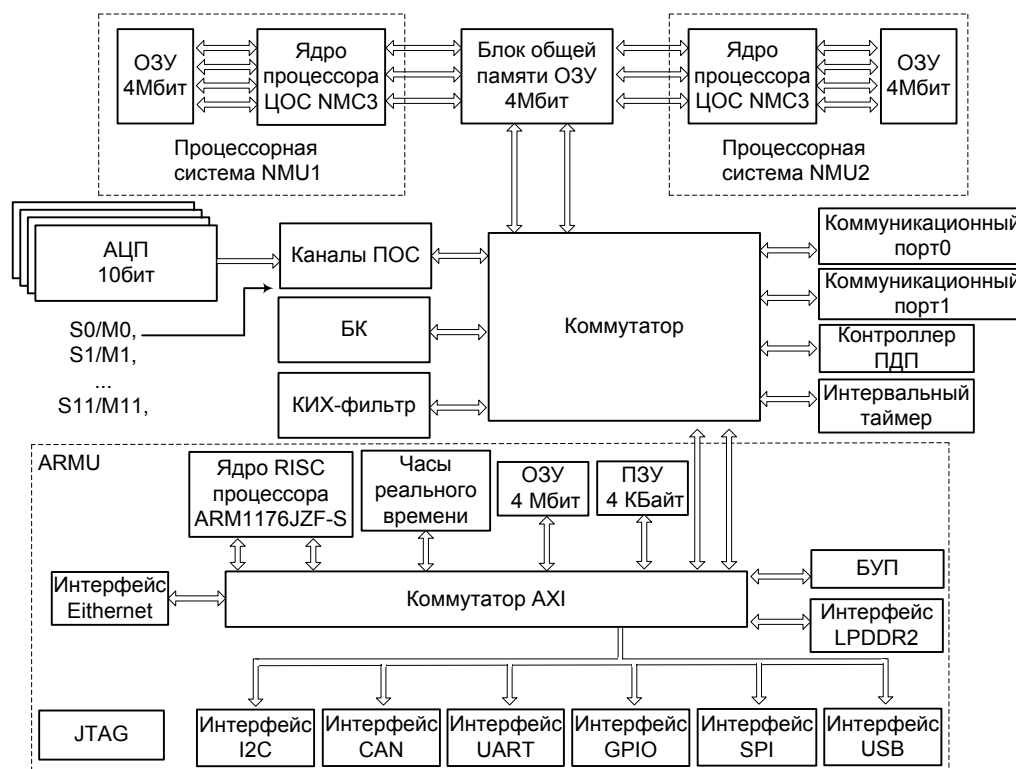 ОЗУ
4Мбит
Ядро
процессора
ЦОС NMC3
Блок общей
памяти ОЗУ
4Мбит
Ядро
процессора
ЦОС NMC3
ОЗУ
4Мбит
Процессорная
система NMU1
Процессорная
система NMU2
АЦП
10бит
Каналы ПОС
S0/M0,
S1/M1,
...
S11/M11,
БК
КИХ-фильтр
Коммутатор
Коммуникационный
порт0
Коммуникационный
порт1
Контроллер
ПДП
Интервальный
таймер
ARMU
Ядро RISC
процессора
ARM1176JZF-S
Часы
реального
времени
ОЗУ
4 Мбит
ПЗУ
4 КБайт
Интерфейс
Eithernet
Коммутатор AXI
БУП
Интерфейс
LPDDR2
JTAG
Интерфейс
I2C
Интерфейс
CAN
Интерфейс
UART
Интерфейс
GPIO
Интерфейс
SPI
Интерфейс
USB